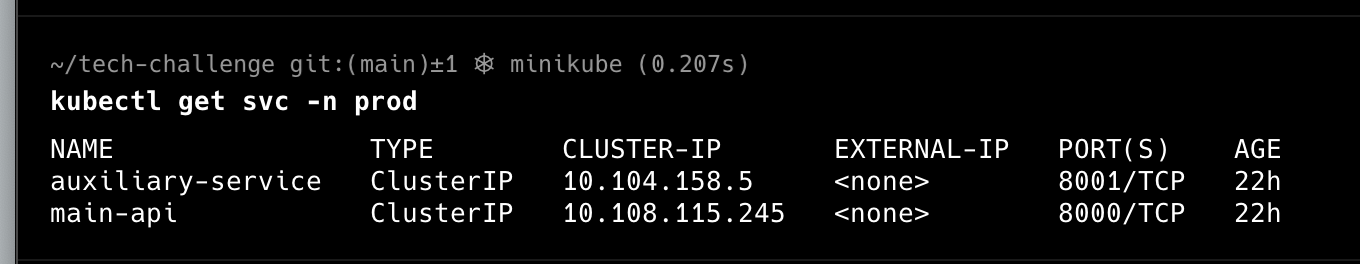 ~/tech-challenge git:(main)±1 ⎈ minikube (0.207s)
kubectl get svc -n prod
NAME TYPE CLUSTER-IP EXTERNAL-IP PORT(S) AGE
auxiliary-service ClusterIP 10.104.158.5 <none> 8001/TCP 22h
main-api ClusterIP 10.108.115.245 <none> 8000/TCP 22h